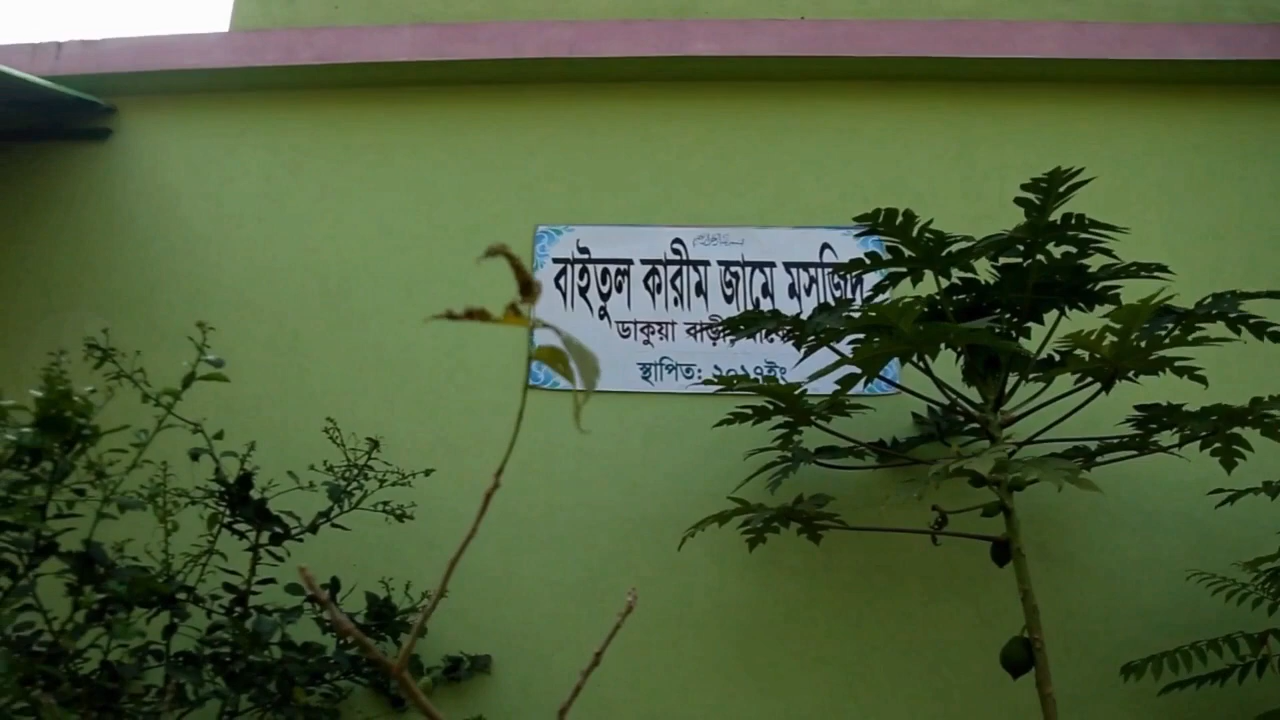 বাইতুল কারীম জামে মসজিদ
ডাকুয়া বাড়ী
স্থাপিত: ২০১৭ইং